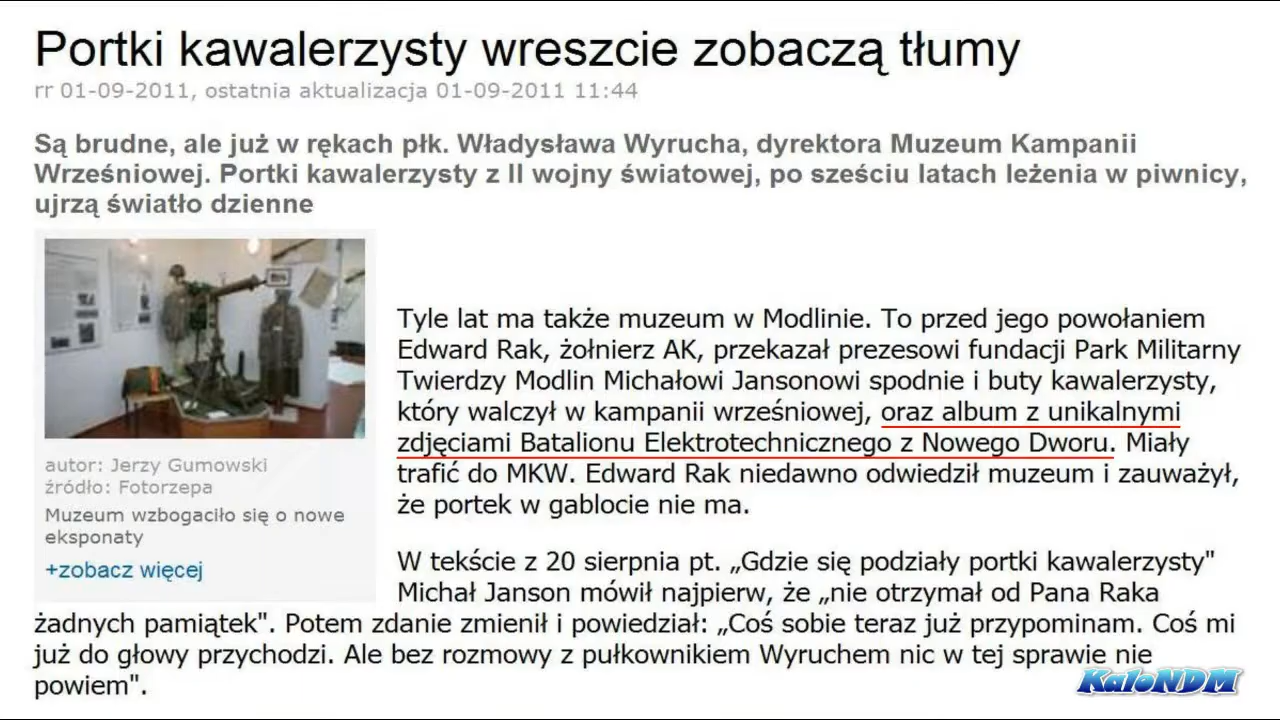 Portki kawalerzysty wreszcie zobaczą tłumy
rr 01-09-2011, ostatnia aktualizacja 01-09-2011 11:44
Są brudne, ale już w rękach płk. Władysława Wyrucha, dyrektora Muzeum Kampanii
Wrześniowej. Portki kawalerzysty z II wojny światowej, po sześciu latach leżenia w piwnicy,
ujrzą światło dzienne
autor: Jerzy Gumowski
źródło: Fotorzepa
Muzeum wzbogaciło się o nowe
eksponaty
+zobacz więcej
Tyle lat ma także muzeum w Modlinie. To przed jego powołaniem
Edward Rak, żołnierz AK, przekazał prezesowi fundacji Park Militarny
Twierdzy Modlin Michałowi Jansonowi spodnie i buty kawalerzysty,
który walczył w kampanii wrześniowej, oraz album z unikalnymi
zdjęciami Batalionu Elektrotechnicznego z Nowego Dworu. Miały
trafić do MKW. Edward Rak niedawno odwiedził muzeum i zauważył,
że portek w gablocie nie ma.
W tekście z 20 sierpnia pt. „Gdzie się podziały portki kawalerzysty"
Michał Janson mówił najpierw, że „nie otrzymał od Pana Raka
żadnych pamiątek". Potem zdanie zmienił i powiedział: „Coś sobie teraz już przypominam. Coś mi
już do głowy przychodzi. Ale bez rozmowy z pułkownikiem Wyruchem nic w tej sprawie nie
powiem".
KaloNDM